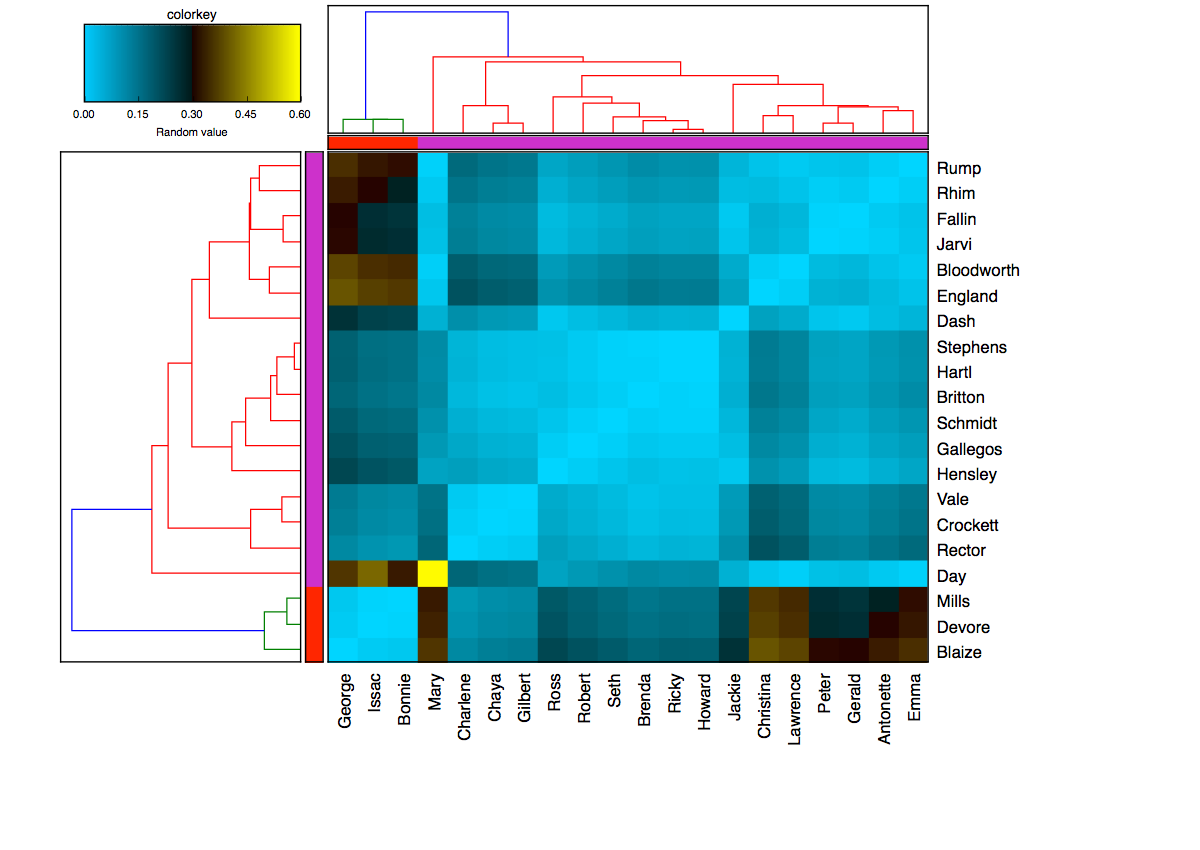 colorkey
0.00 0.15 0.30 0.45 0.60
Random value
Rump
Rhim
Fallin
Jarvi
Bloodworth
England
Dash
Stephens
Hartl
Britton
Schmidt
Gallegos
Hensley
Vale
Crockett
Rector
Day
Mills
Devore
Blaize
George
Issac
Bonnie
Mary
Charlene
Chaya
Gilbert
Ross
Robert
Seth
Brenda
Ricky
Howard
Jackie
Christina
Lawrence
Peter
Gerald
Antonette
Emma